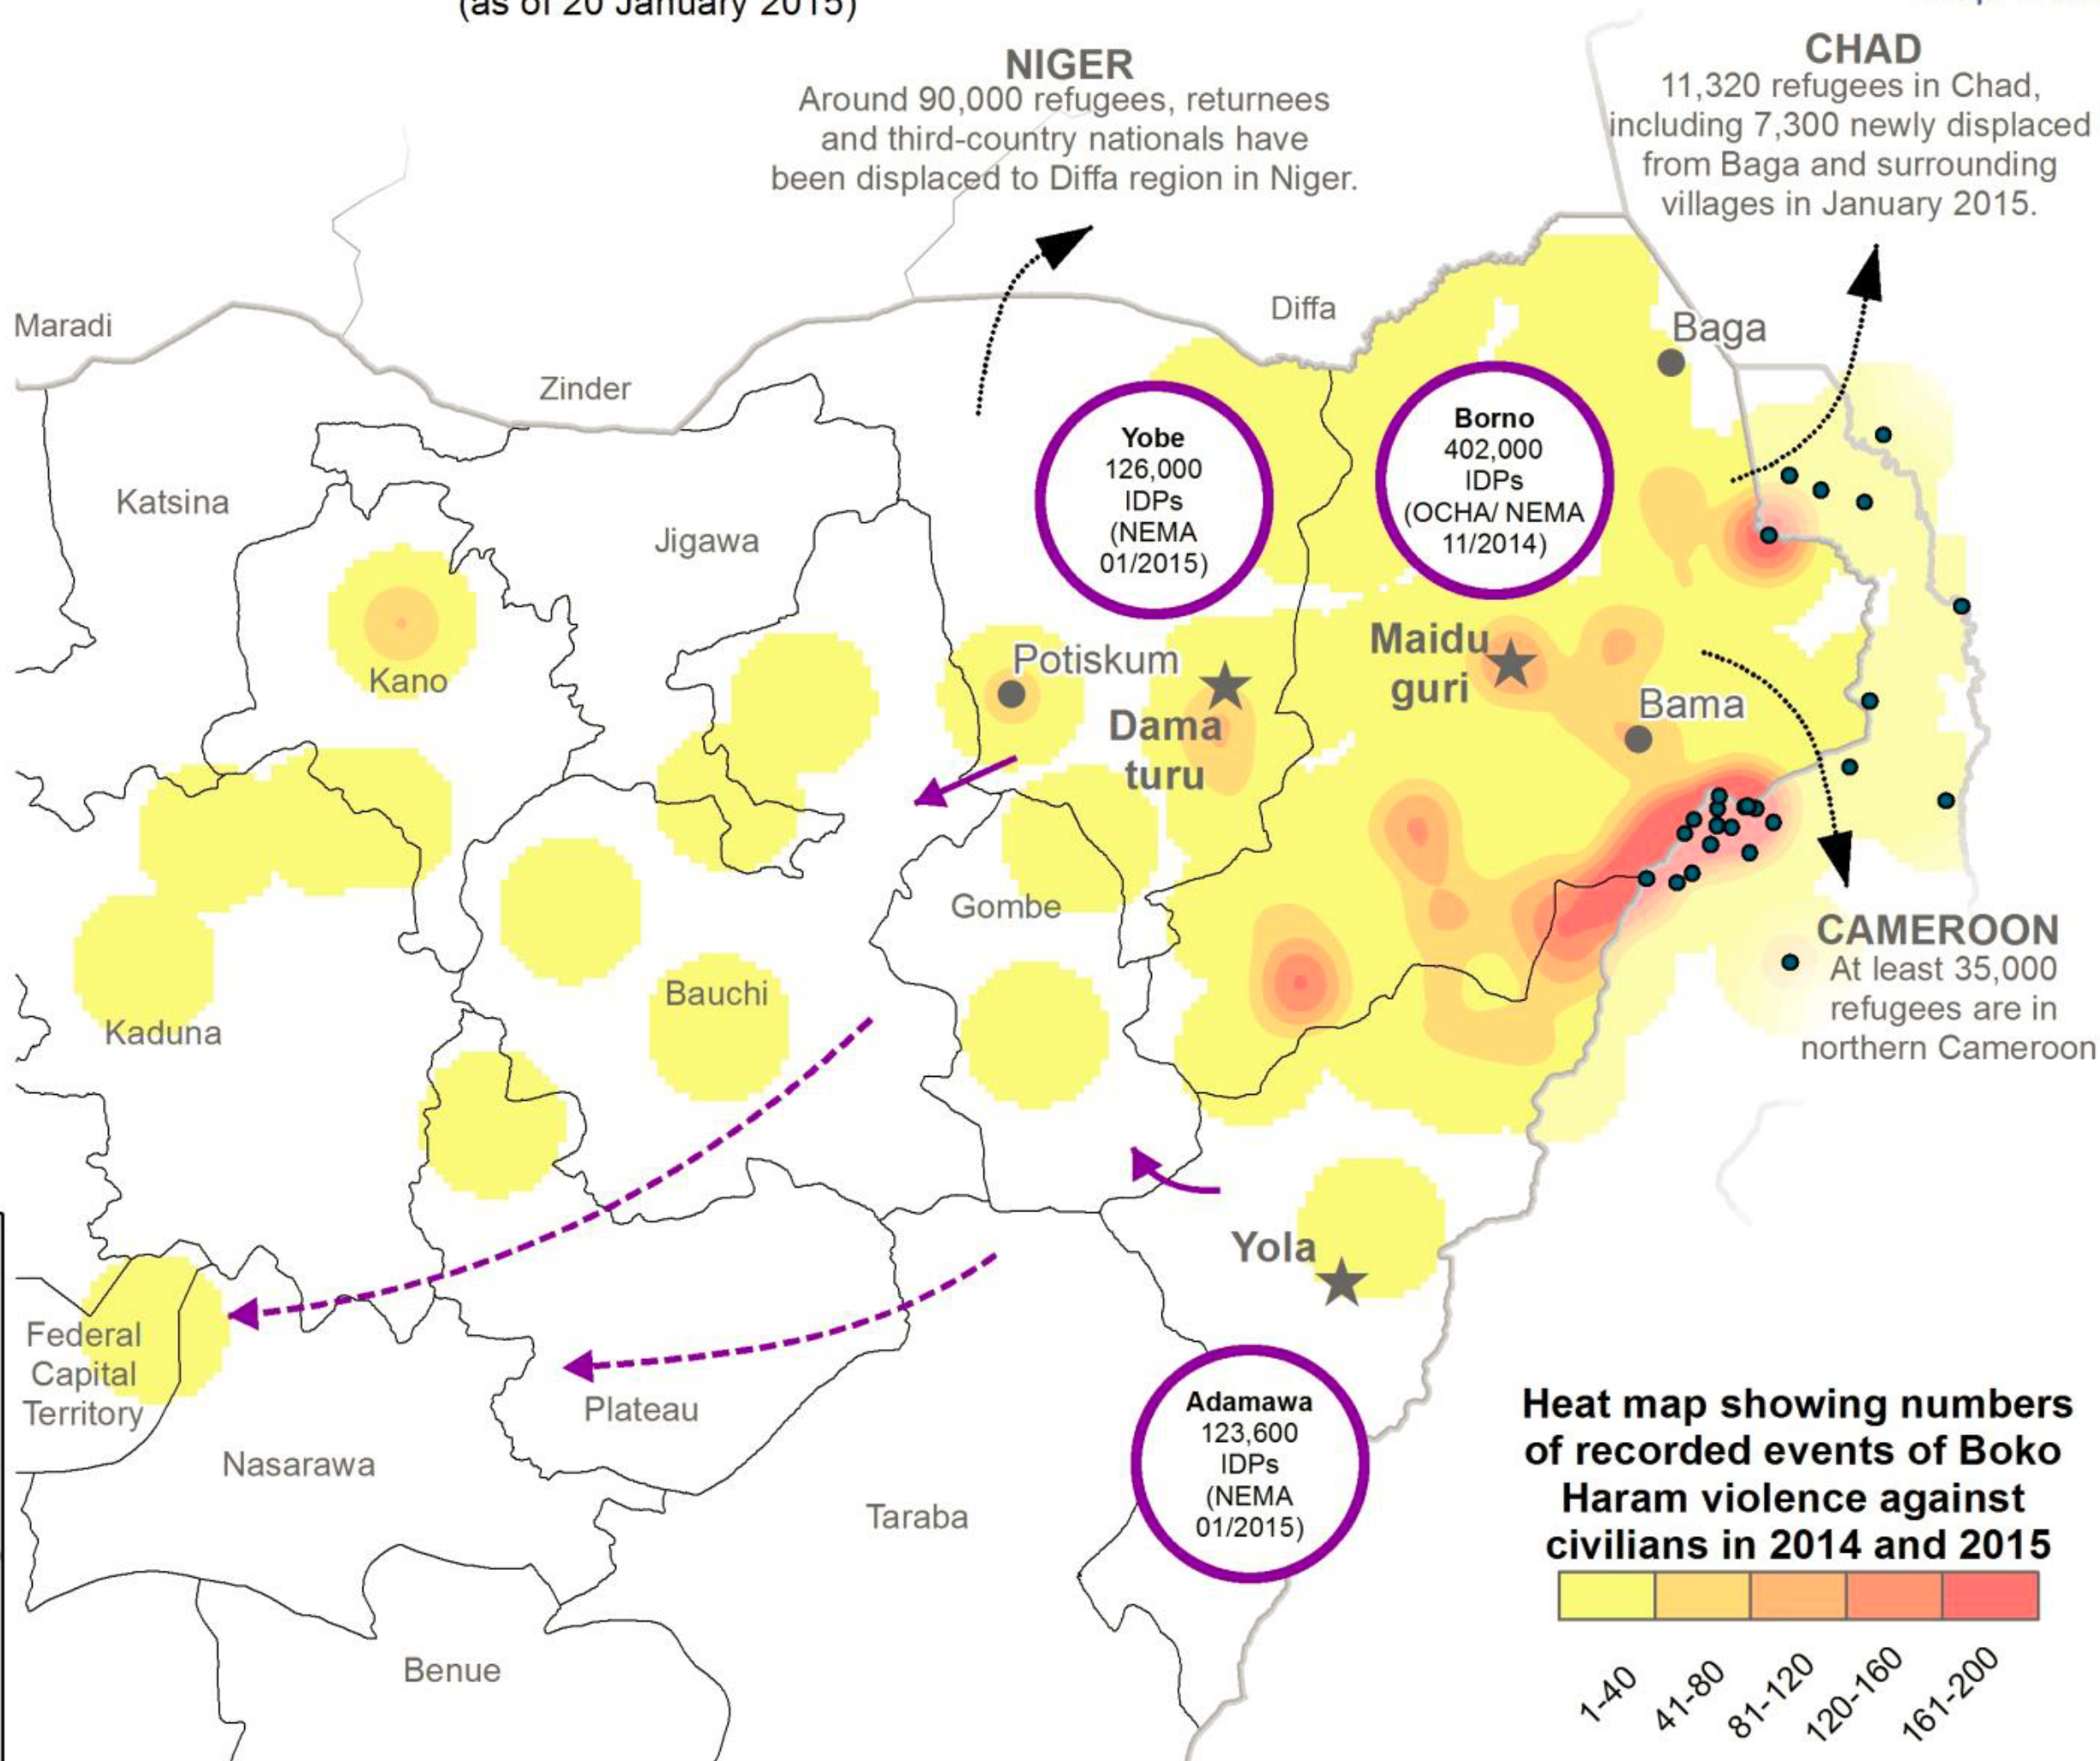 (as of 20 January 2015)
NIGER
Around 90,000 refugees, returnees
and third-country nationals have
been displaced to Diffa region in Niger.
CHAD
11,320 refugees in Chad,
including 7,300 newly displaced
from Baga and surrounding
villages in January 2015.
Maradi
Zinder
Diffa
Baga
Katsina
Jigawa
Yobe
126,000
IDPs
(NEMA
01/2015)
Borno
402,000
IDPs
(OCHA/ NEMA
11/2014)
Kano
Potiskum
Dama
turu
Maidu
guri
Bama
Gombe
Bauchi
Kaduna
CAMEROON
At least 35,000
refugees are in
northern Cameroon
Yola
Federal
Capital
Territory
Nasarawa
Plateau
Taraba
Benue
Adamawa
123,600
IDPs
(NEMA
01/2015)
Heat map showing numbers
of recorded events of Boko
Haram violence against
civilians in 2014 and 2015
1-40
41-80
81-120
120-160
161-200